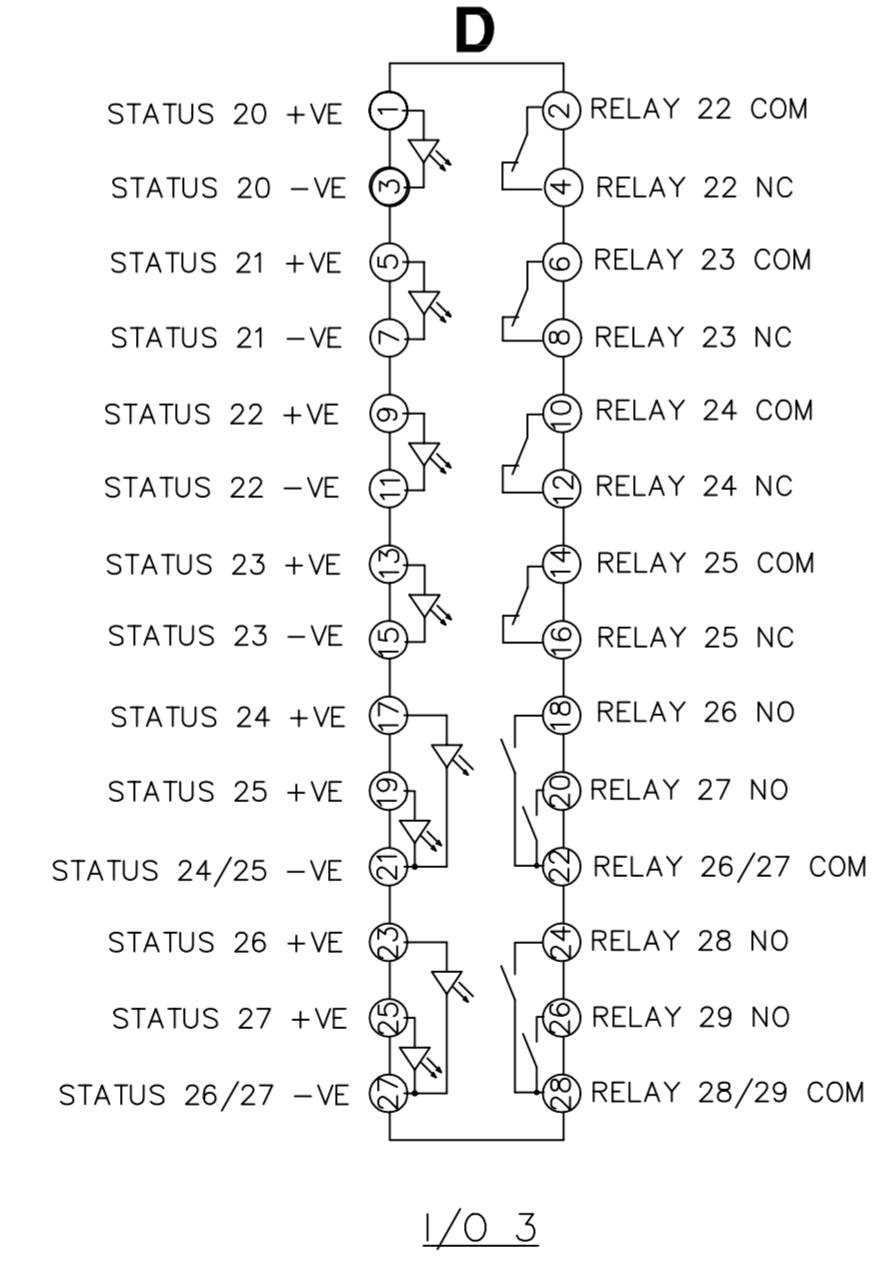 D
STATUS 20 +VE 1 2 RELAY 22 COM
STATUS 20 −VE 3 4 RELAY 22 NC
STATUS 21 +VE 5 6 RELAY 23 COM
STATUS 21 −VE 7 8 RELAY 23 NC
STATUS 22 +VE 9 10 RELAY 24 COM
STATUS 22 −VE 11 12 RELAY 24 NC
STATUS 23 +VE 13 14 RELAY 25 COM
STATUS 23 −VE 15 16 RELAY 25 NC
STATUS 24 +VE 17 18 RELAY 26 NO
STATUS 25 +VE 19 20 RELAY 27 NO
STATUS 24/25 −VE 21 22 RELAY 26/27 COM
STATUS 26 +VE 23 24 RELAY 28 NO
STATUS 27 +VE 25 26 RELAY 29 NO
STATUS 26/27 −VE 27 28 RELAY 28/29 COM
I/O 3